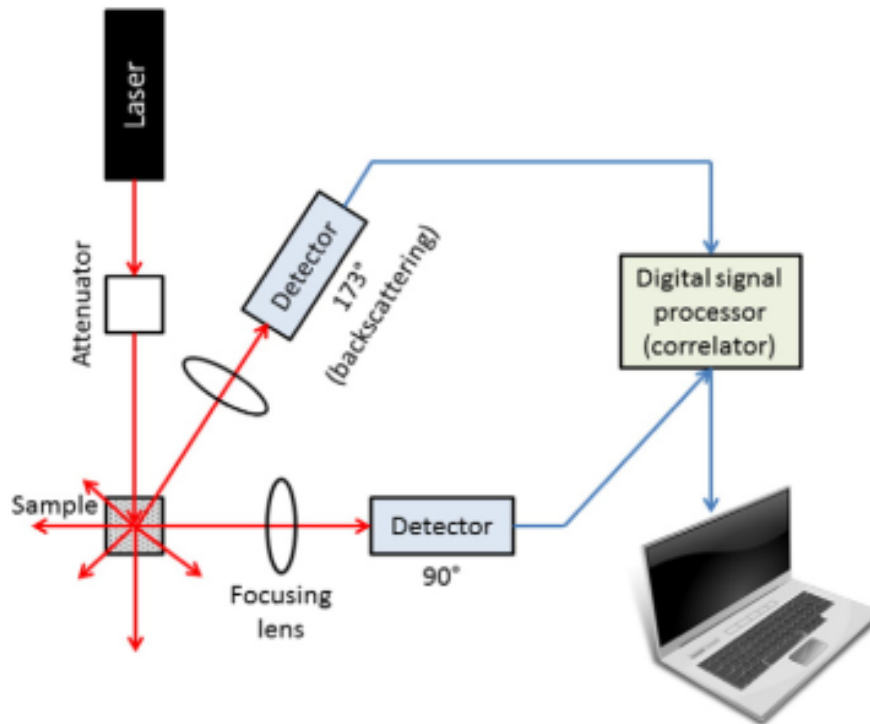 Laser
Attenuator
Detector
173°
(backscattering)
Digital signal
processor
(correlator)
Sample
Detector
90°
Focusing
lens